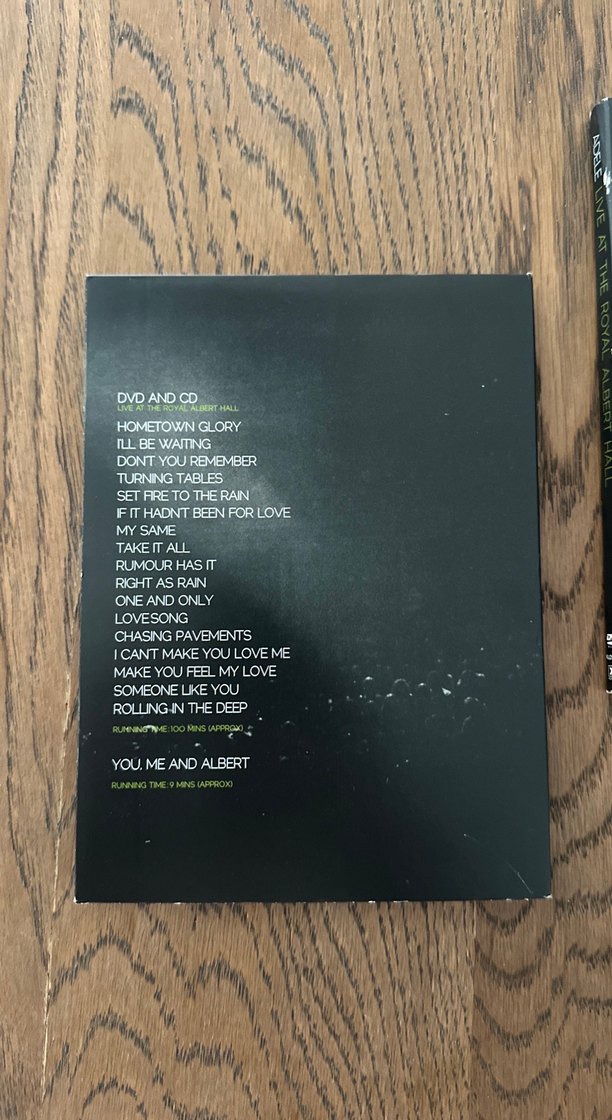 DVD AND CD
LIVE AT THE ROYAL ALBERT HALL
HOMETOWN GLORY
I'LL BE WAITING
DON'T YOU REMEMBER
TURNING TABLES
SET FIRE TO THE RAIN
IF IT HADN'T BEEN FOR LOVE
MY SAME
TAKE IT ALL
RUMOUR HAS IT
RIGHT AS RAIN
ONE AND ONLY
LOVESONG
CHASING PAVEMENTS
I CAN'T MAKE YOU LOVE ME
MAKE YOU FEEL MY LOVE
SOMEONE LIKE YOU
ROLLING IN THE DEEP
RUNNING TIME: 100 MINS (APPROX)
YOU, ME AND ALBERT
RUNNING TIME: 9 MINS (APPROX)
ADELE LIVE AT THE ROYAL ALBERT HALL